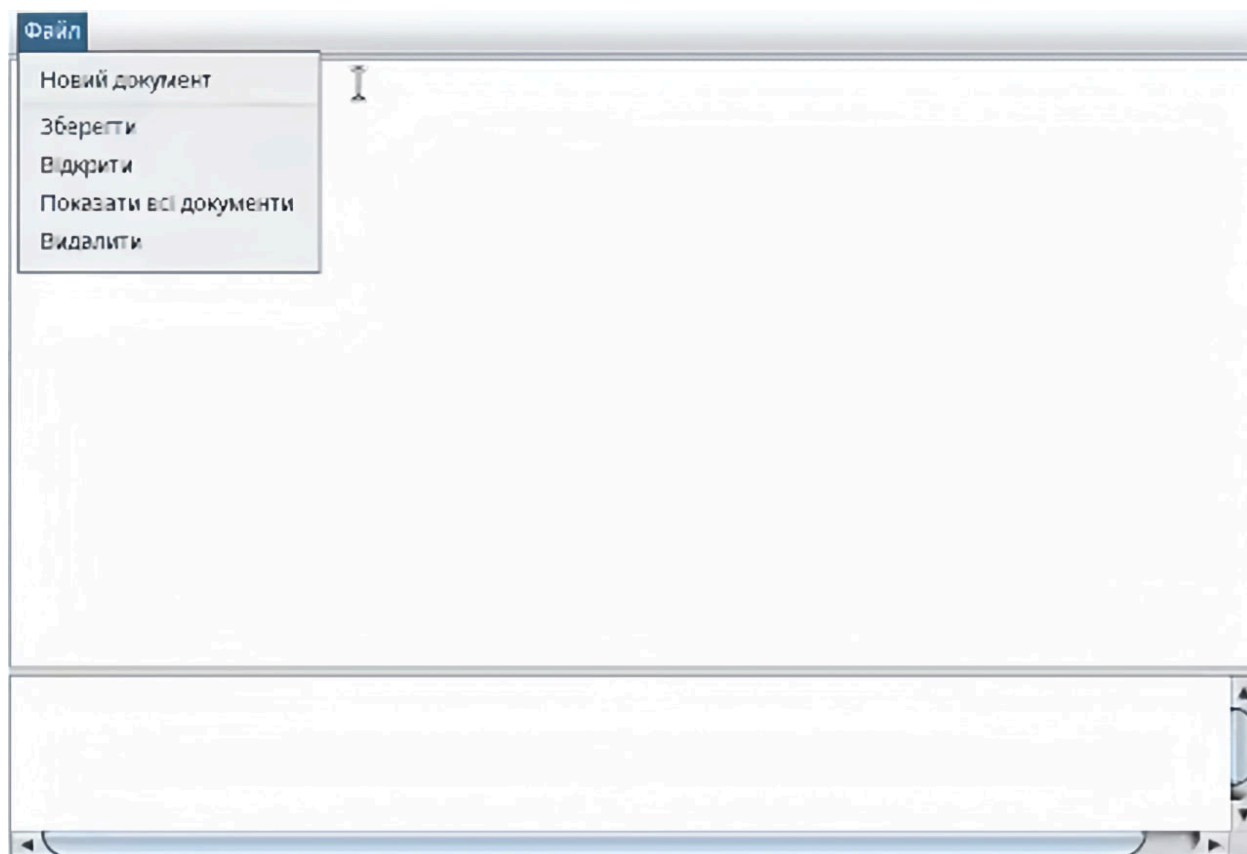 Файл
Новий документ
Зберегти
Відкрити
Показати всі документи
Видалити